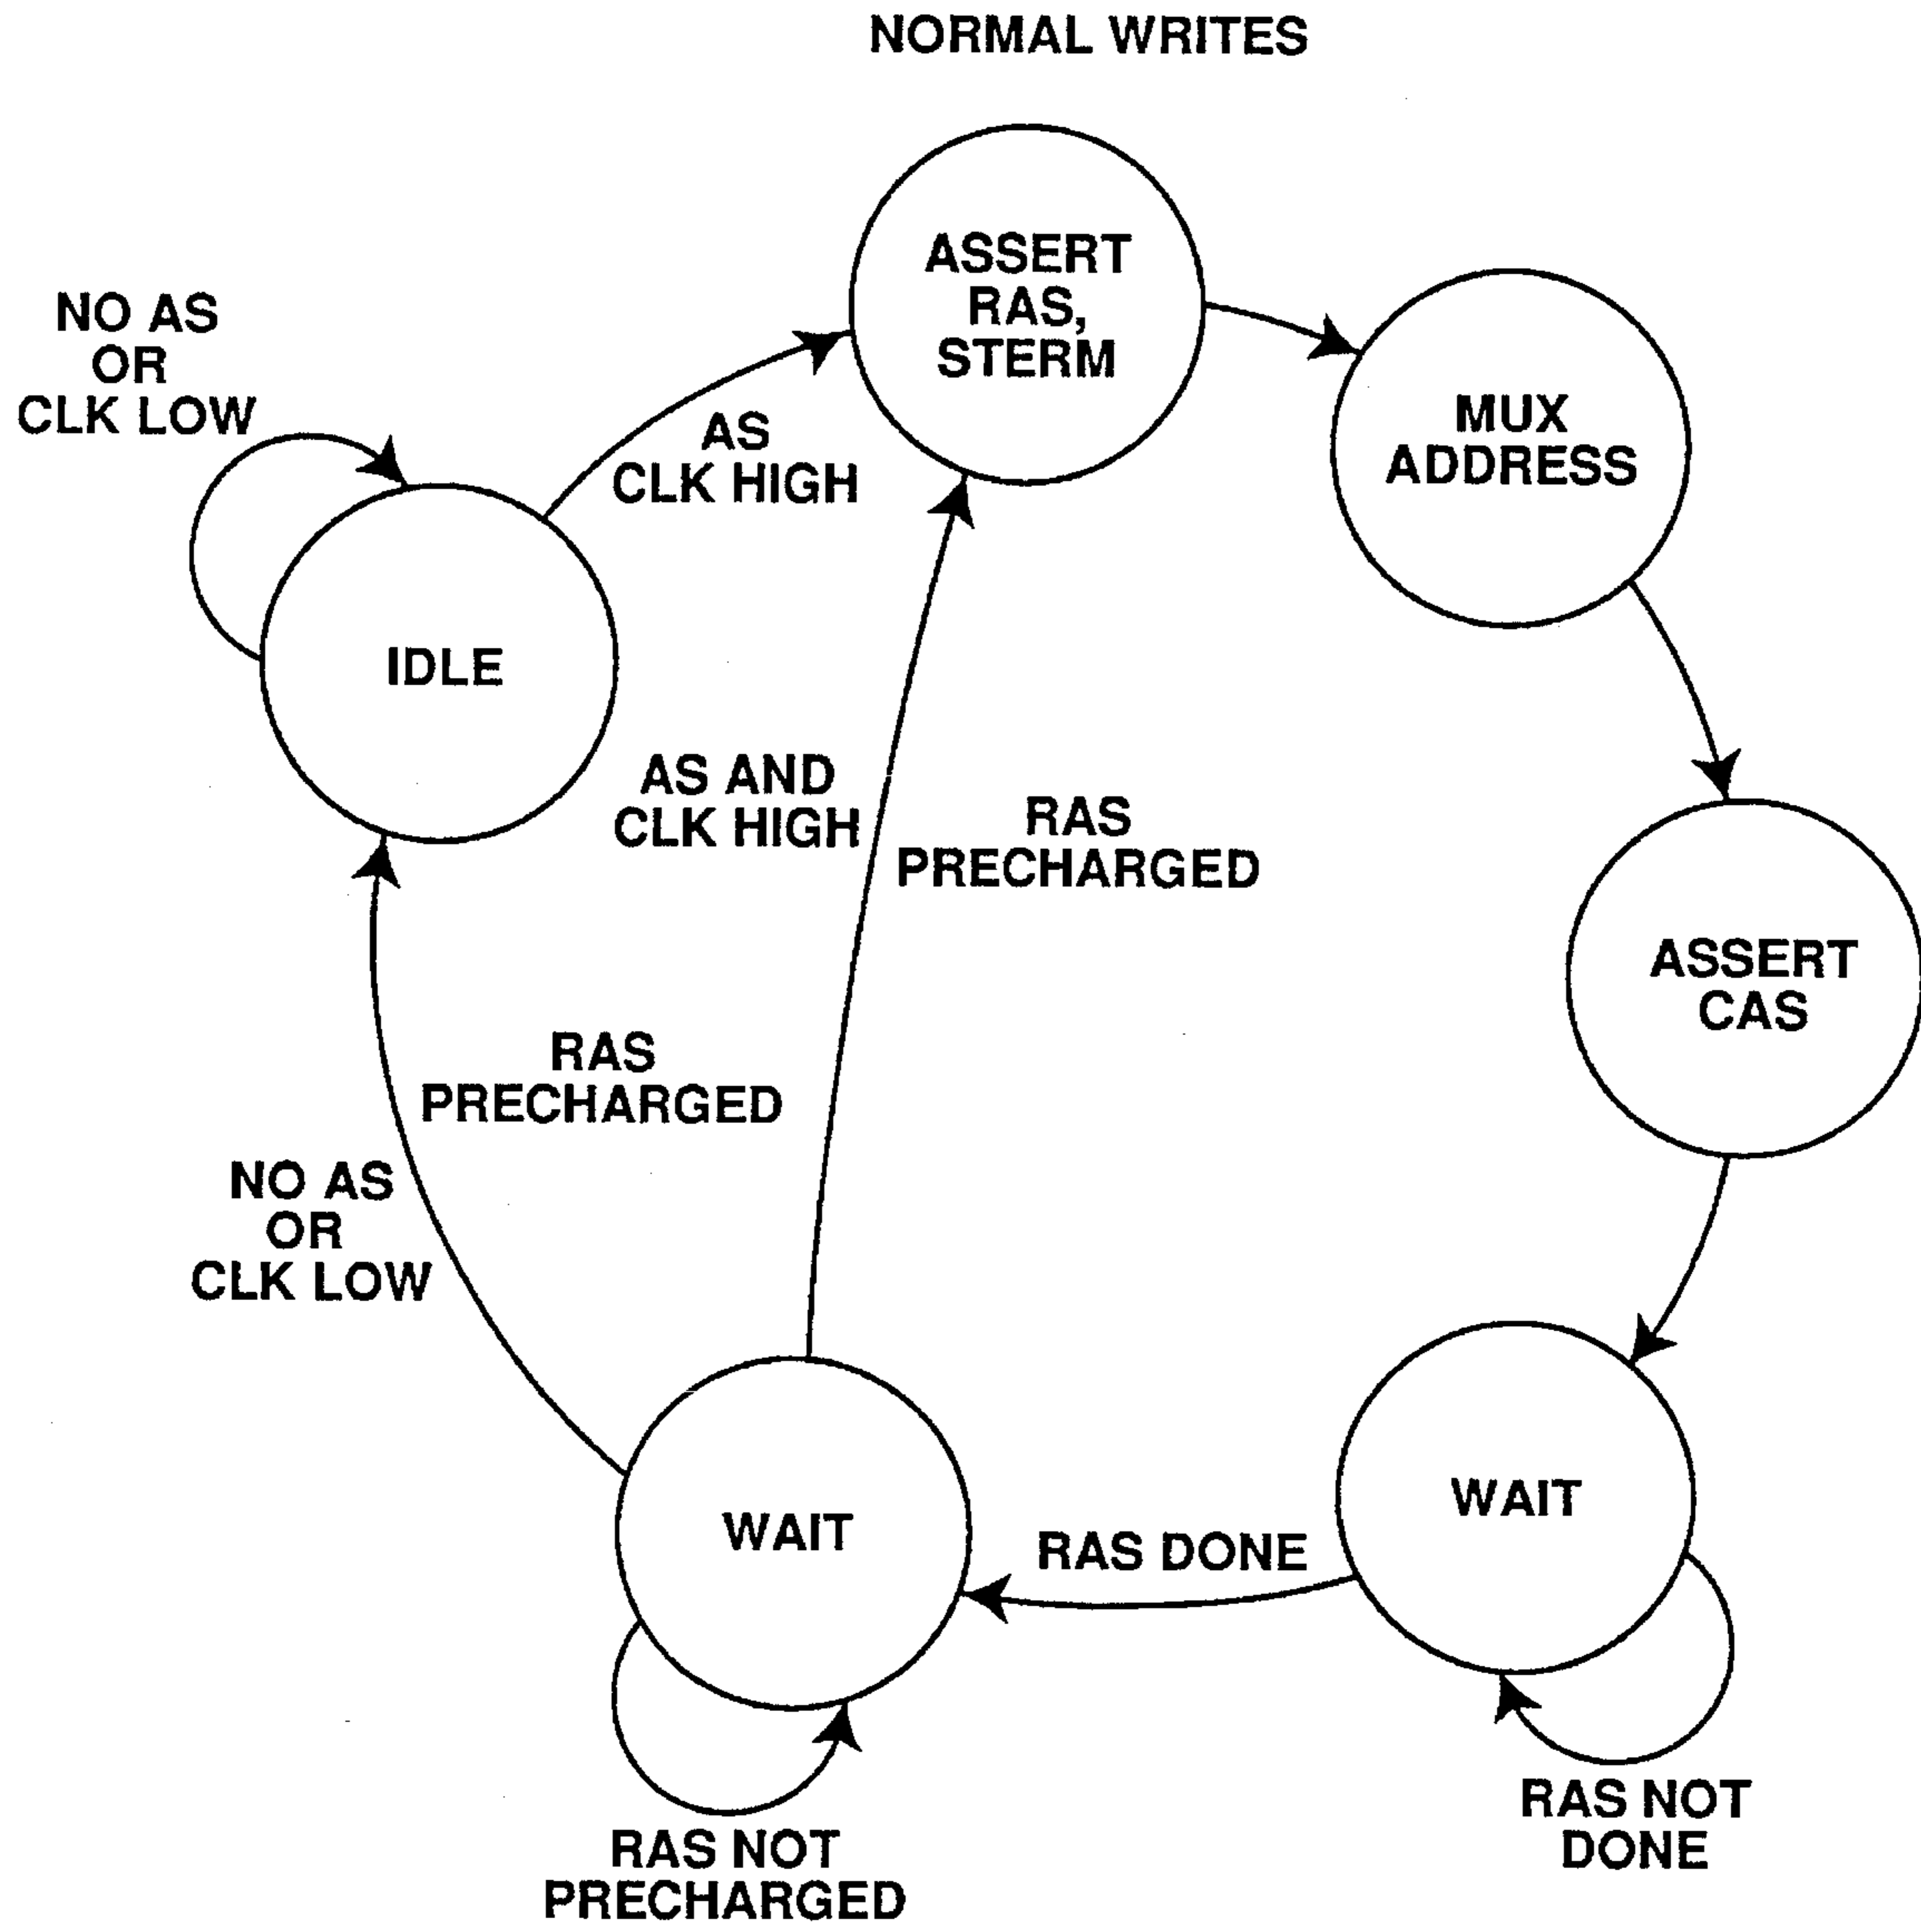 NORMAL WRITES
ASSERT
RAS,
STERM
NO AS
OR
CLK LOW
AS
CLK HIGH
MUX
ADDRESS
IDLE
AS AND
CLK HIGH
RAS
PRECHARGED
ASSERT
CAS
RAS
PRECHARGED
NO AS
OR
CLK LOW
WAIT
WAIT
RAS DONE
RAS NOT
DONE
RAS NOT
PRECHARGED